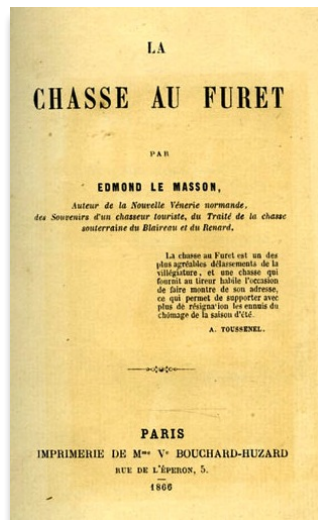 LA
CHASSE AU FURET
PAR
EDMOND LE MASSON,
Auteur de la Nouvelle Vénerie normande,
des Souvenirs d'un chasseur touriste, du Traité de la chasse
souterraine du Blaireau et du Renard.
La chasse au Furet est un des
plus agréables délassements de la
villégiature, et une chasse qui
fournit au tireur habile l'occasion
de faire montre de son adresse,
ce qui permet de supporter avec
plus de résignation les ennuis du
chômage de la saison d'été.
A. TOUSSENEL.
PARIS
IMPRIMERIE DE Mme Ve BOUCHARD-HUZARD
RUE DE L'ÉPERON, 5.
1866